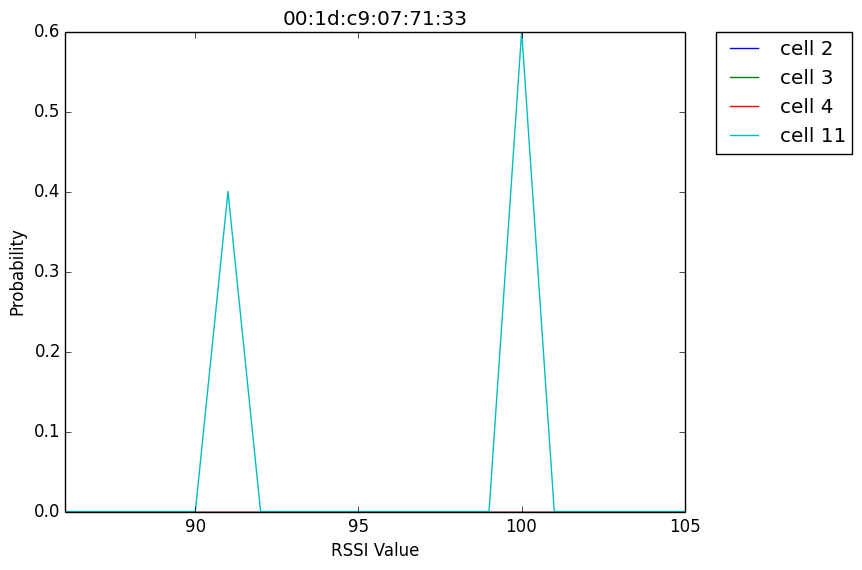 00:1d:c9:07:71:33
0.6
0.5
0.4
0.3
0.2
0.1
0.0
Probability
90 95 100 105
RSSI Value
cell 2
cell 3
cell 4
cell 11